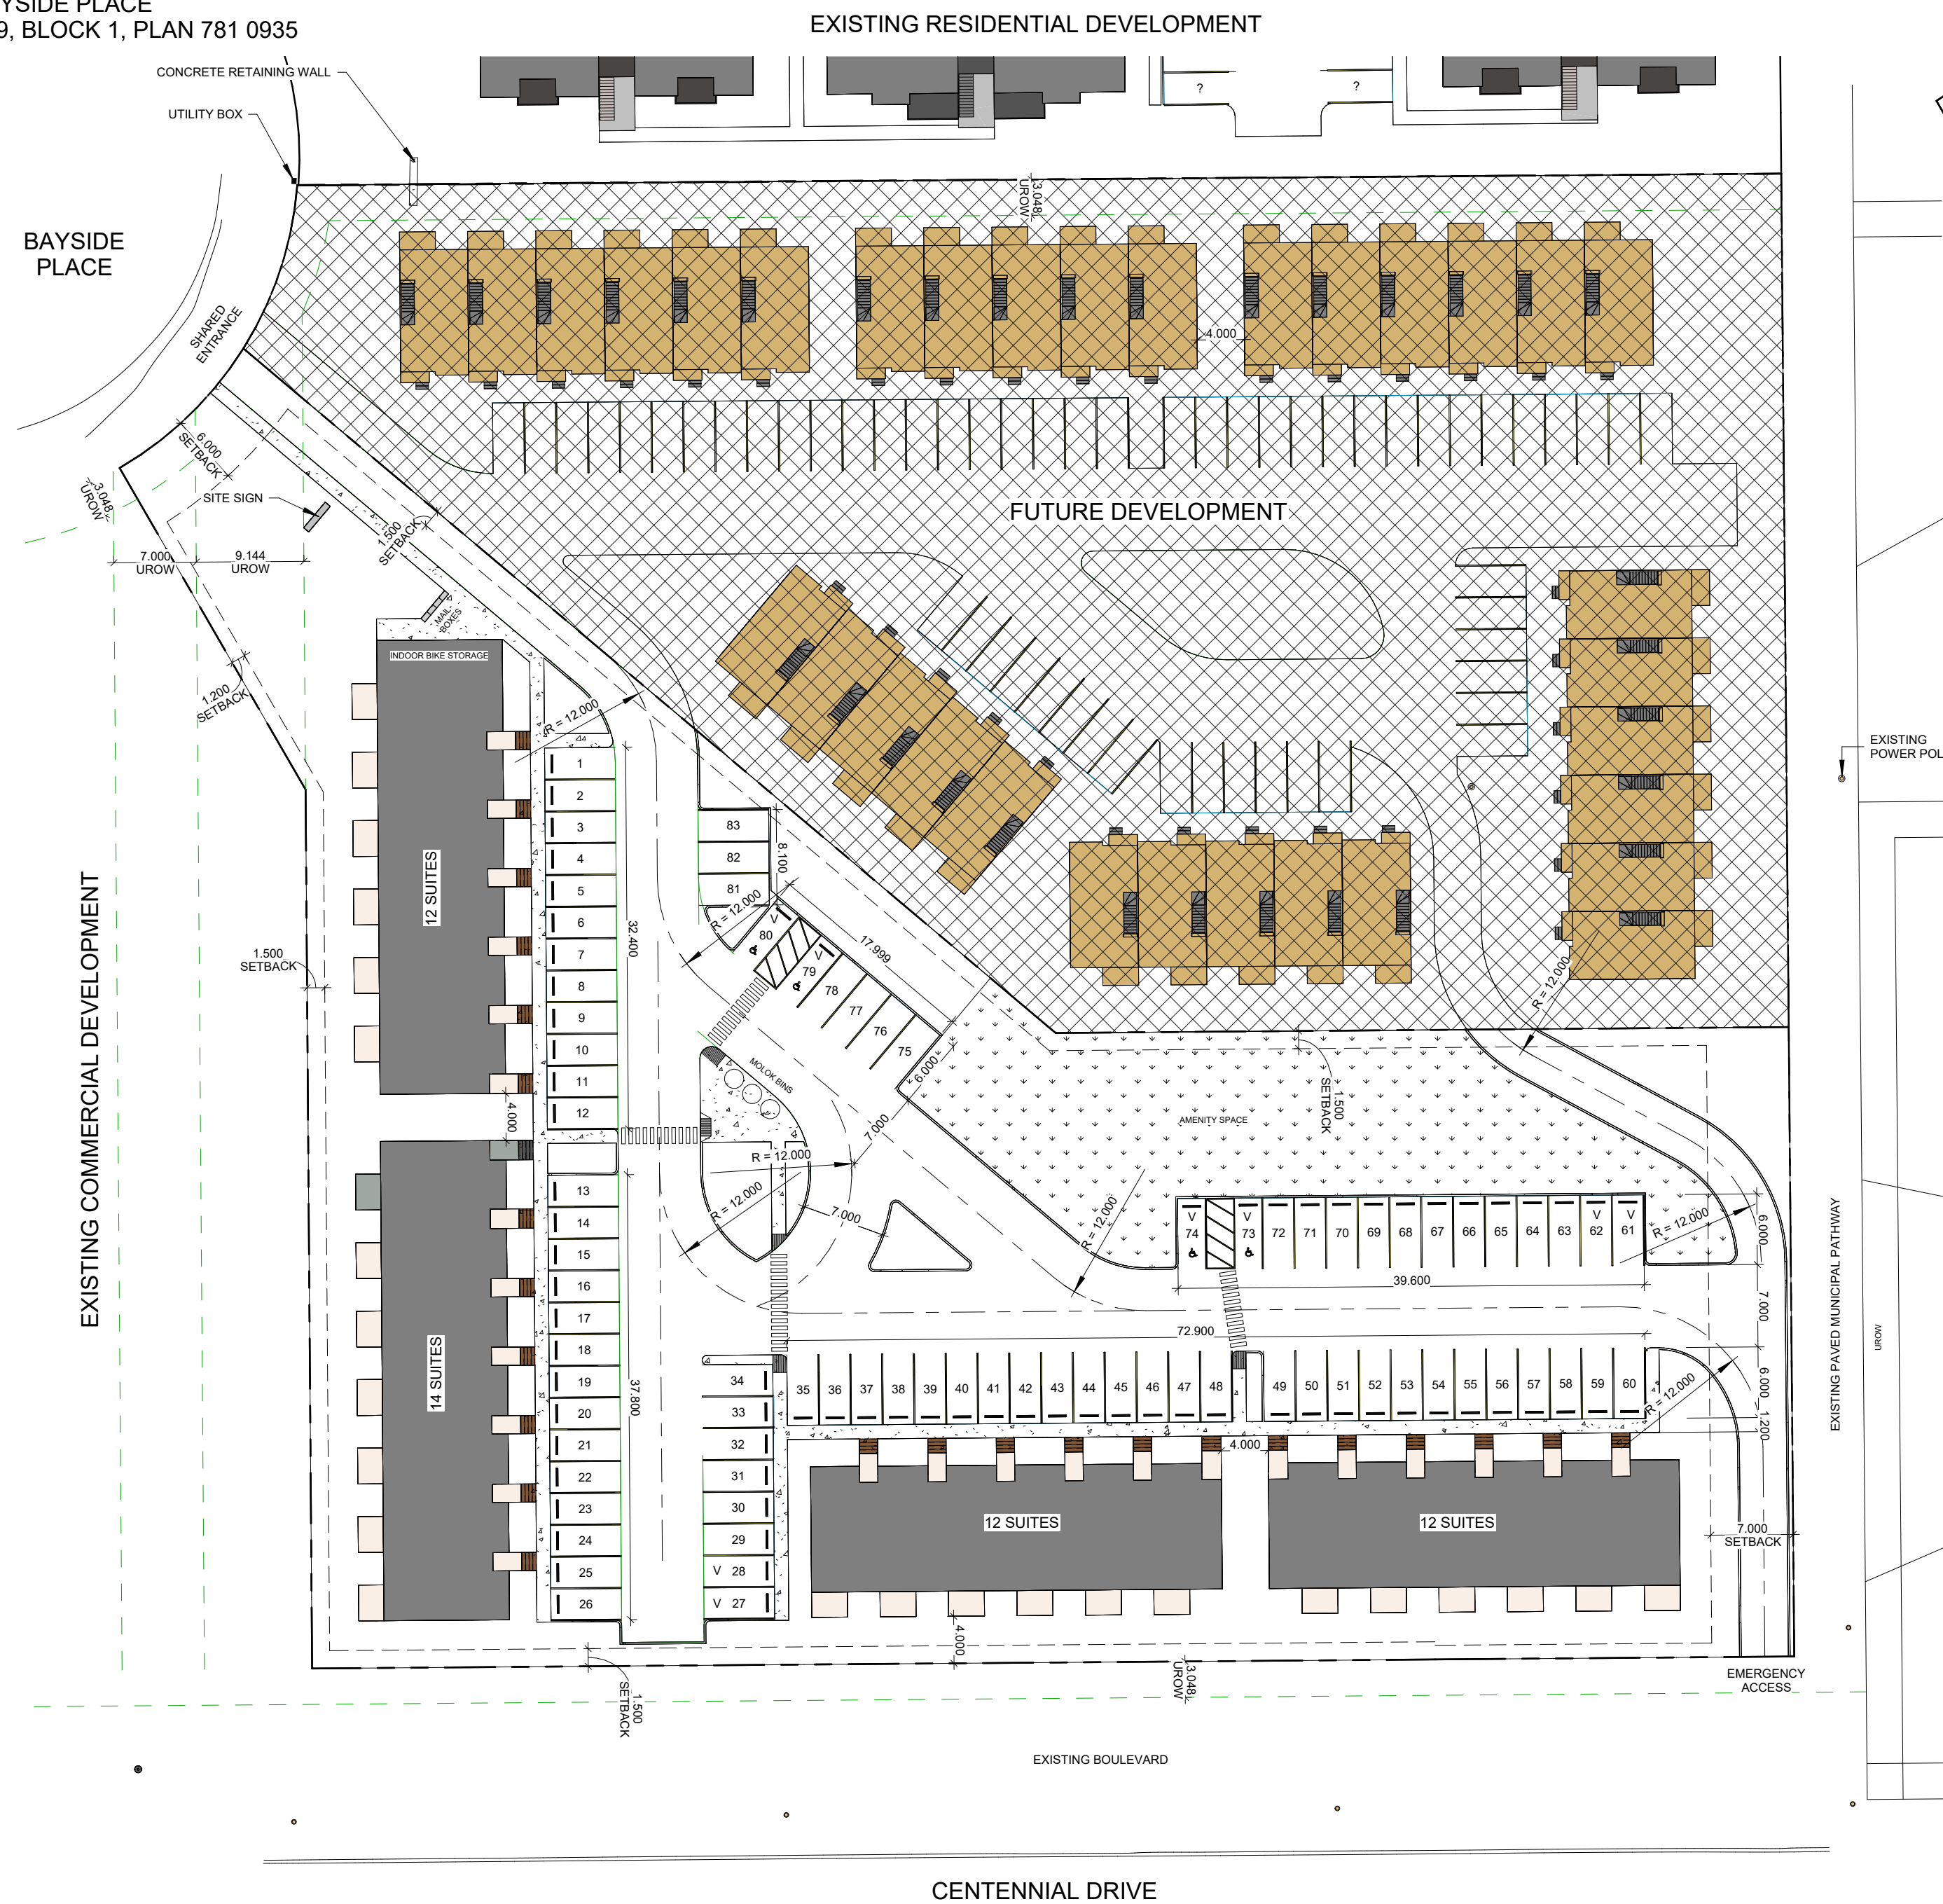 YSIDE PLACE
9, BLOCK 1, PLAN 781 0935
EXISTING RESIDENTIAL DEVELOPMENT
CONCRETE RETAINING WALL
UTILITY BOX
?
?
3.048
UROW
BAYSIDE
PLACE
SHARED
ENTRANCE
4.000
6.000
SETBACK
3.048
UROW
SITE SIGN
1.500
SETBACK
FUTURE DEVELOPMENT
7.000
UROW
9.144
UROW
MAIL
BOXES
INDOOR BIKE STORAGE
1.200
SETBACK
R = 12.000
EXISTING
POWER POL
1
2
3
4
5
6
7
8
9
10
11
12
12 SUITES
32.400
83
82
81
8.100
R = 12.000
V
80
V
79
78
77
76
75
17.999
1.500
SETBACK
EXISTING COMMERCIAL DEVELOPMENT
R = 12.000
MOLOK BINS
6.000
7.000
AMENITY SPACE
1.500
SETBACK
4.000
R = 12.000
R = 12.000
7.000
R = 12.000
13
14
15
16
17
18
19
20
21
22
23
24
25
26
14 SUITES
37.800
V
74
V
73
72
71
70
69
68
67
66
65
64
63
V
62
V
61
R = 12.000
6.000
39.600
7.000
72.900
EXISTING PAVED MUNICIPAL PATHWAY
UROW
34
33
32
31
30
29
V 28
V 27
35
36
37
38
39
40
41
42
43
44
45
46
47
48
49
50
51
52
53
54
55
56
57
58
59
60
R = 12.000
6.000
1.200
4.000
12 SUITES
12 SUITES
7.000
SETBACK
4.000
1.500
SETBACK
3.048
UROW
EMERGENCY
ACCESS
EXISTING BOULEVARD
CENTENNIAL DRIVE